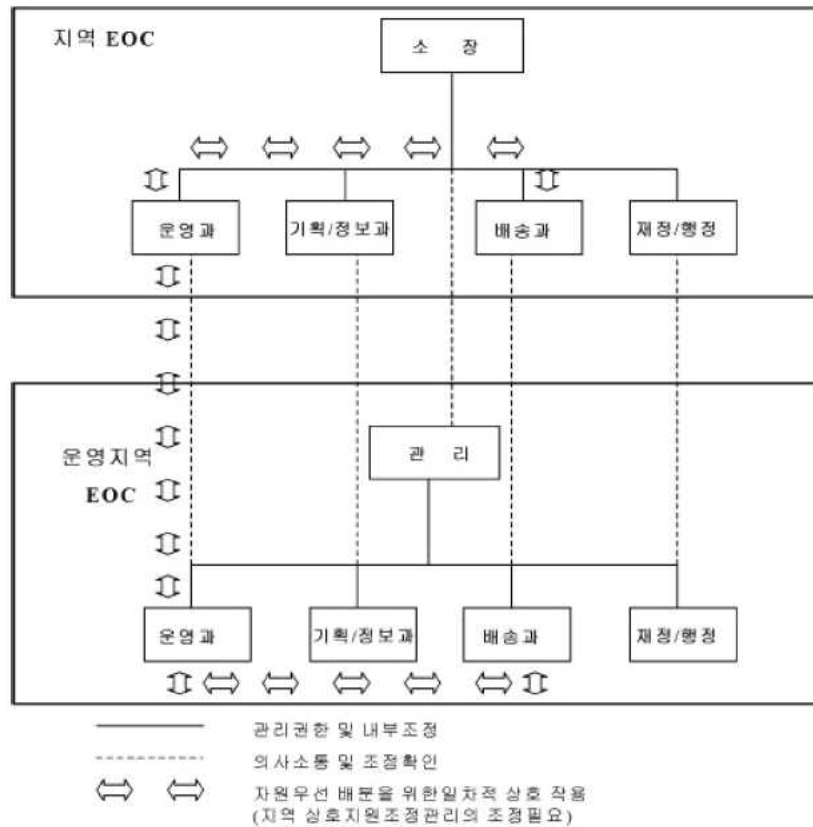 지역 EOC
소 장
운영과
기획/정보과
배송과
재정/행정
운영지역
EOC
관 리
운영과
기획/정보과
배송과
재정/행정
관리권한 및 내부조정
의사소통 및 조정확인
자원우선 배분을 위한일차적 상호 작용
(지역 상호지원조정관리의 조정필요)